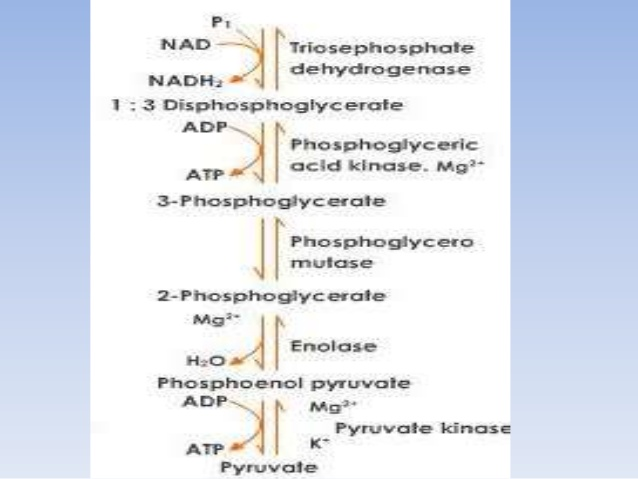 P₁
NAD
Triosephosphate
dehydrogenase
NADH₂
1 : 3 Disphosphoglycerate
ADP
Phosphoglyceric
acid kinase. Mg²⁺
ATP
3-Phosphoglycerate
Phosphoglycero
mutase
2-Phosphoglycerate
Mg²⁺
Enolase
H₂O
Phosphoenol pyruvate
ADP
Mg²⁺
Pyruvate kinase
K⁺
ATP
Pyruvate